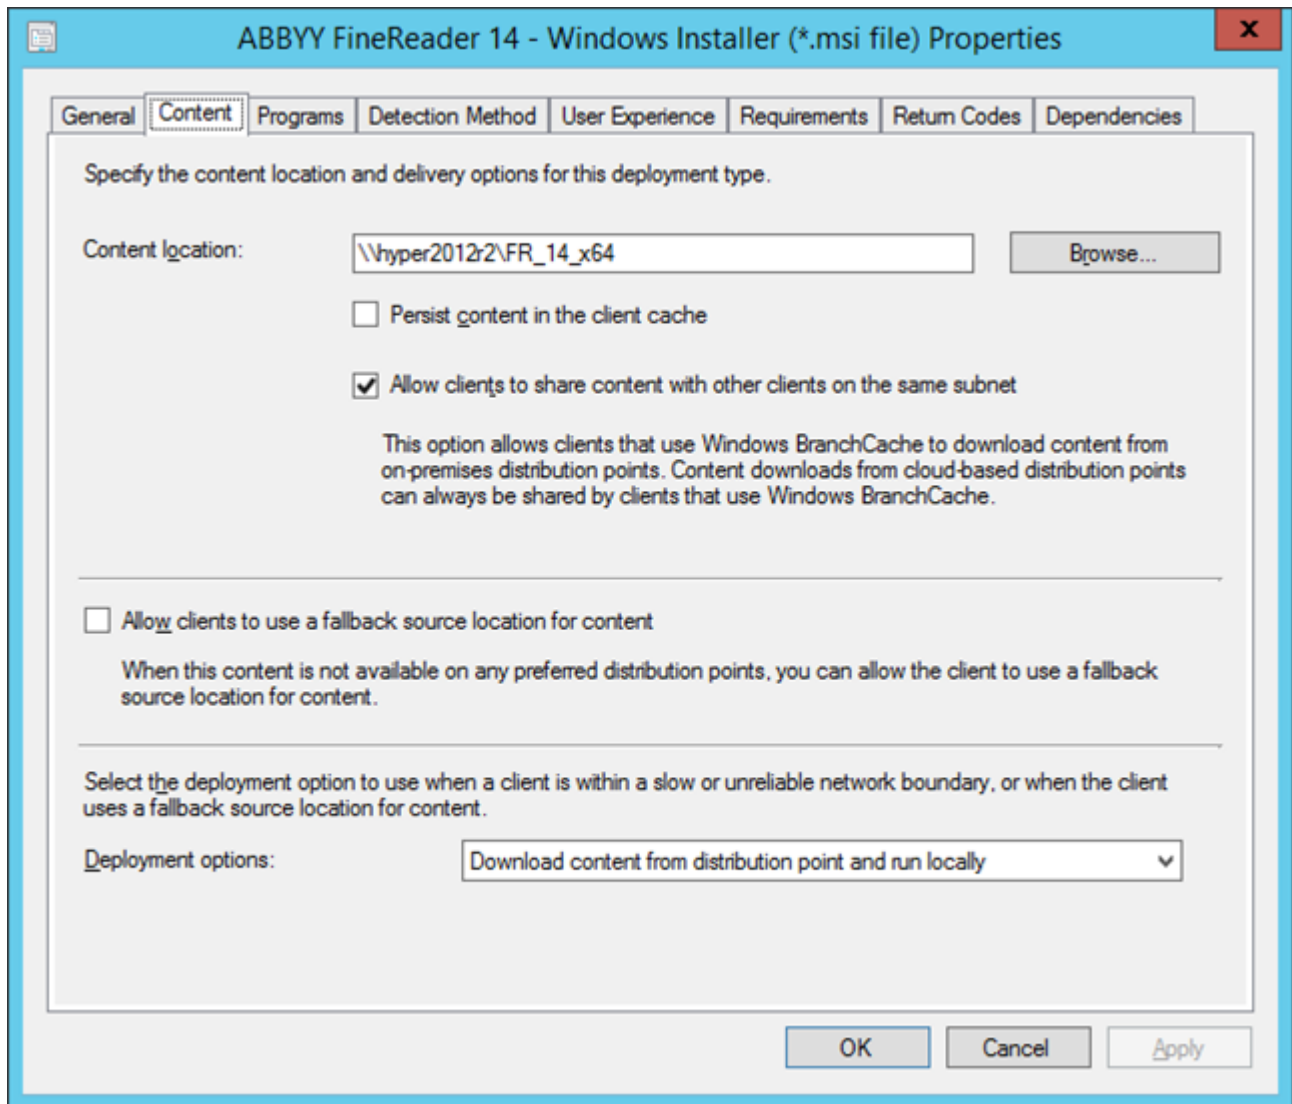 ABBYY FineReader 14 - Windows Installer (*.msi file) Properties
x
General Content Programs Detection Method User Experience Requirements Return Codes Dependencies
Specify the content location and delivery options for this deployment type.
Content location: \\hyper2012r2\FR_14_x64 Browse...
Persist content in the client cache
Allow clients to share content with other clients on the same subnet
This option allows clients that use Windows BranchCache to download content from
on-premises distribution points. Content downloads from cloud-based distribution points
can always be shared by clients that use Windows BranchCache.
Allow clients to use a fallback source location for content
When this content is not available on any preferred distribution points, you can allow the client to use a fallback
source location for content.
Select the deployment option to use when a client is within a slow or unreliable network boundary, or when the client
uses a fallback source location for content.
Deployment options: Download content from distribution point and run locally
OK Cancel Apply